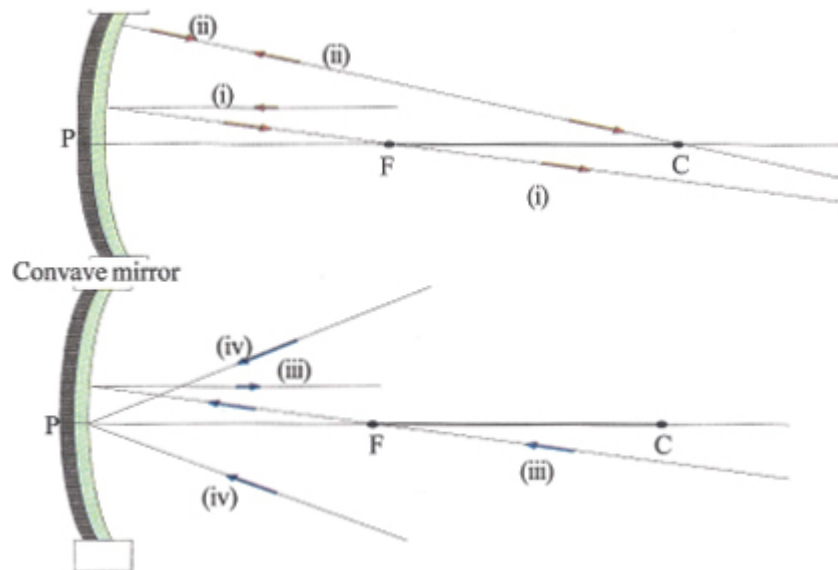 (ii)
(ii)
(i)
P
F
C
(i)
Convave mirror
(iv)
(iii)
P
F
C
(iii)
(iv)